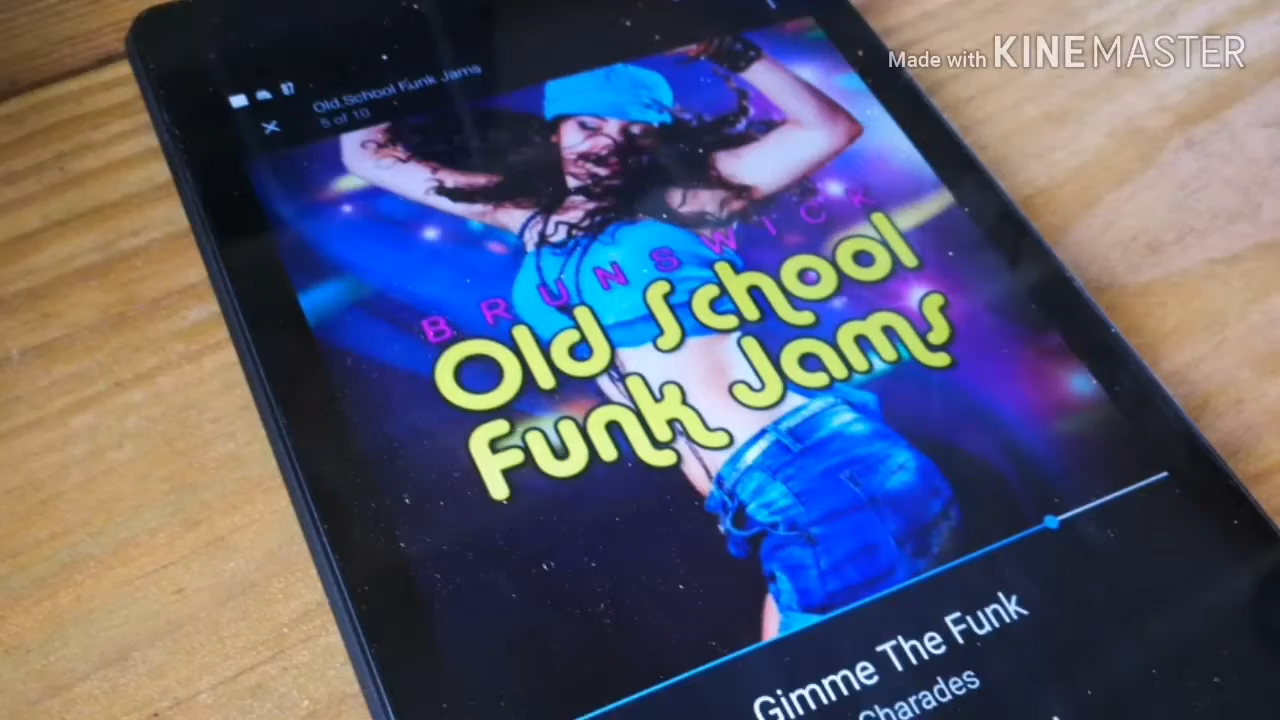 Made with KINEMASTER
Old School Funk Jams
5 of 10
BRUNSWICK
Old School
Funk Jams
Gimme The Funk
Charades